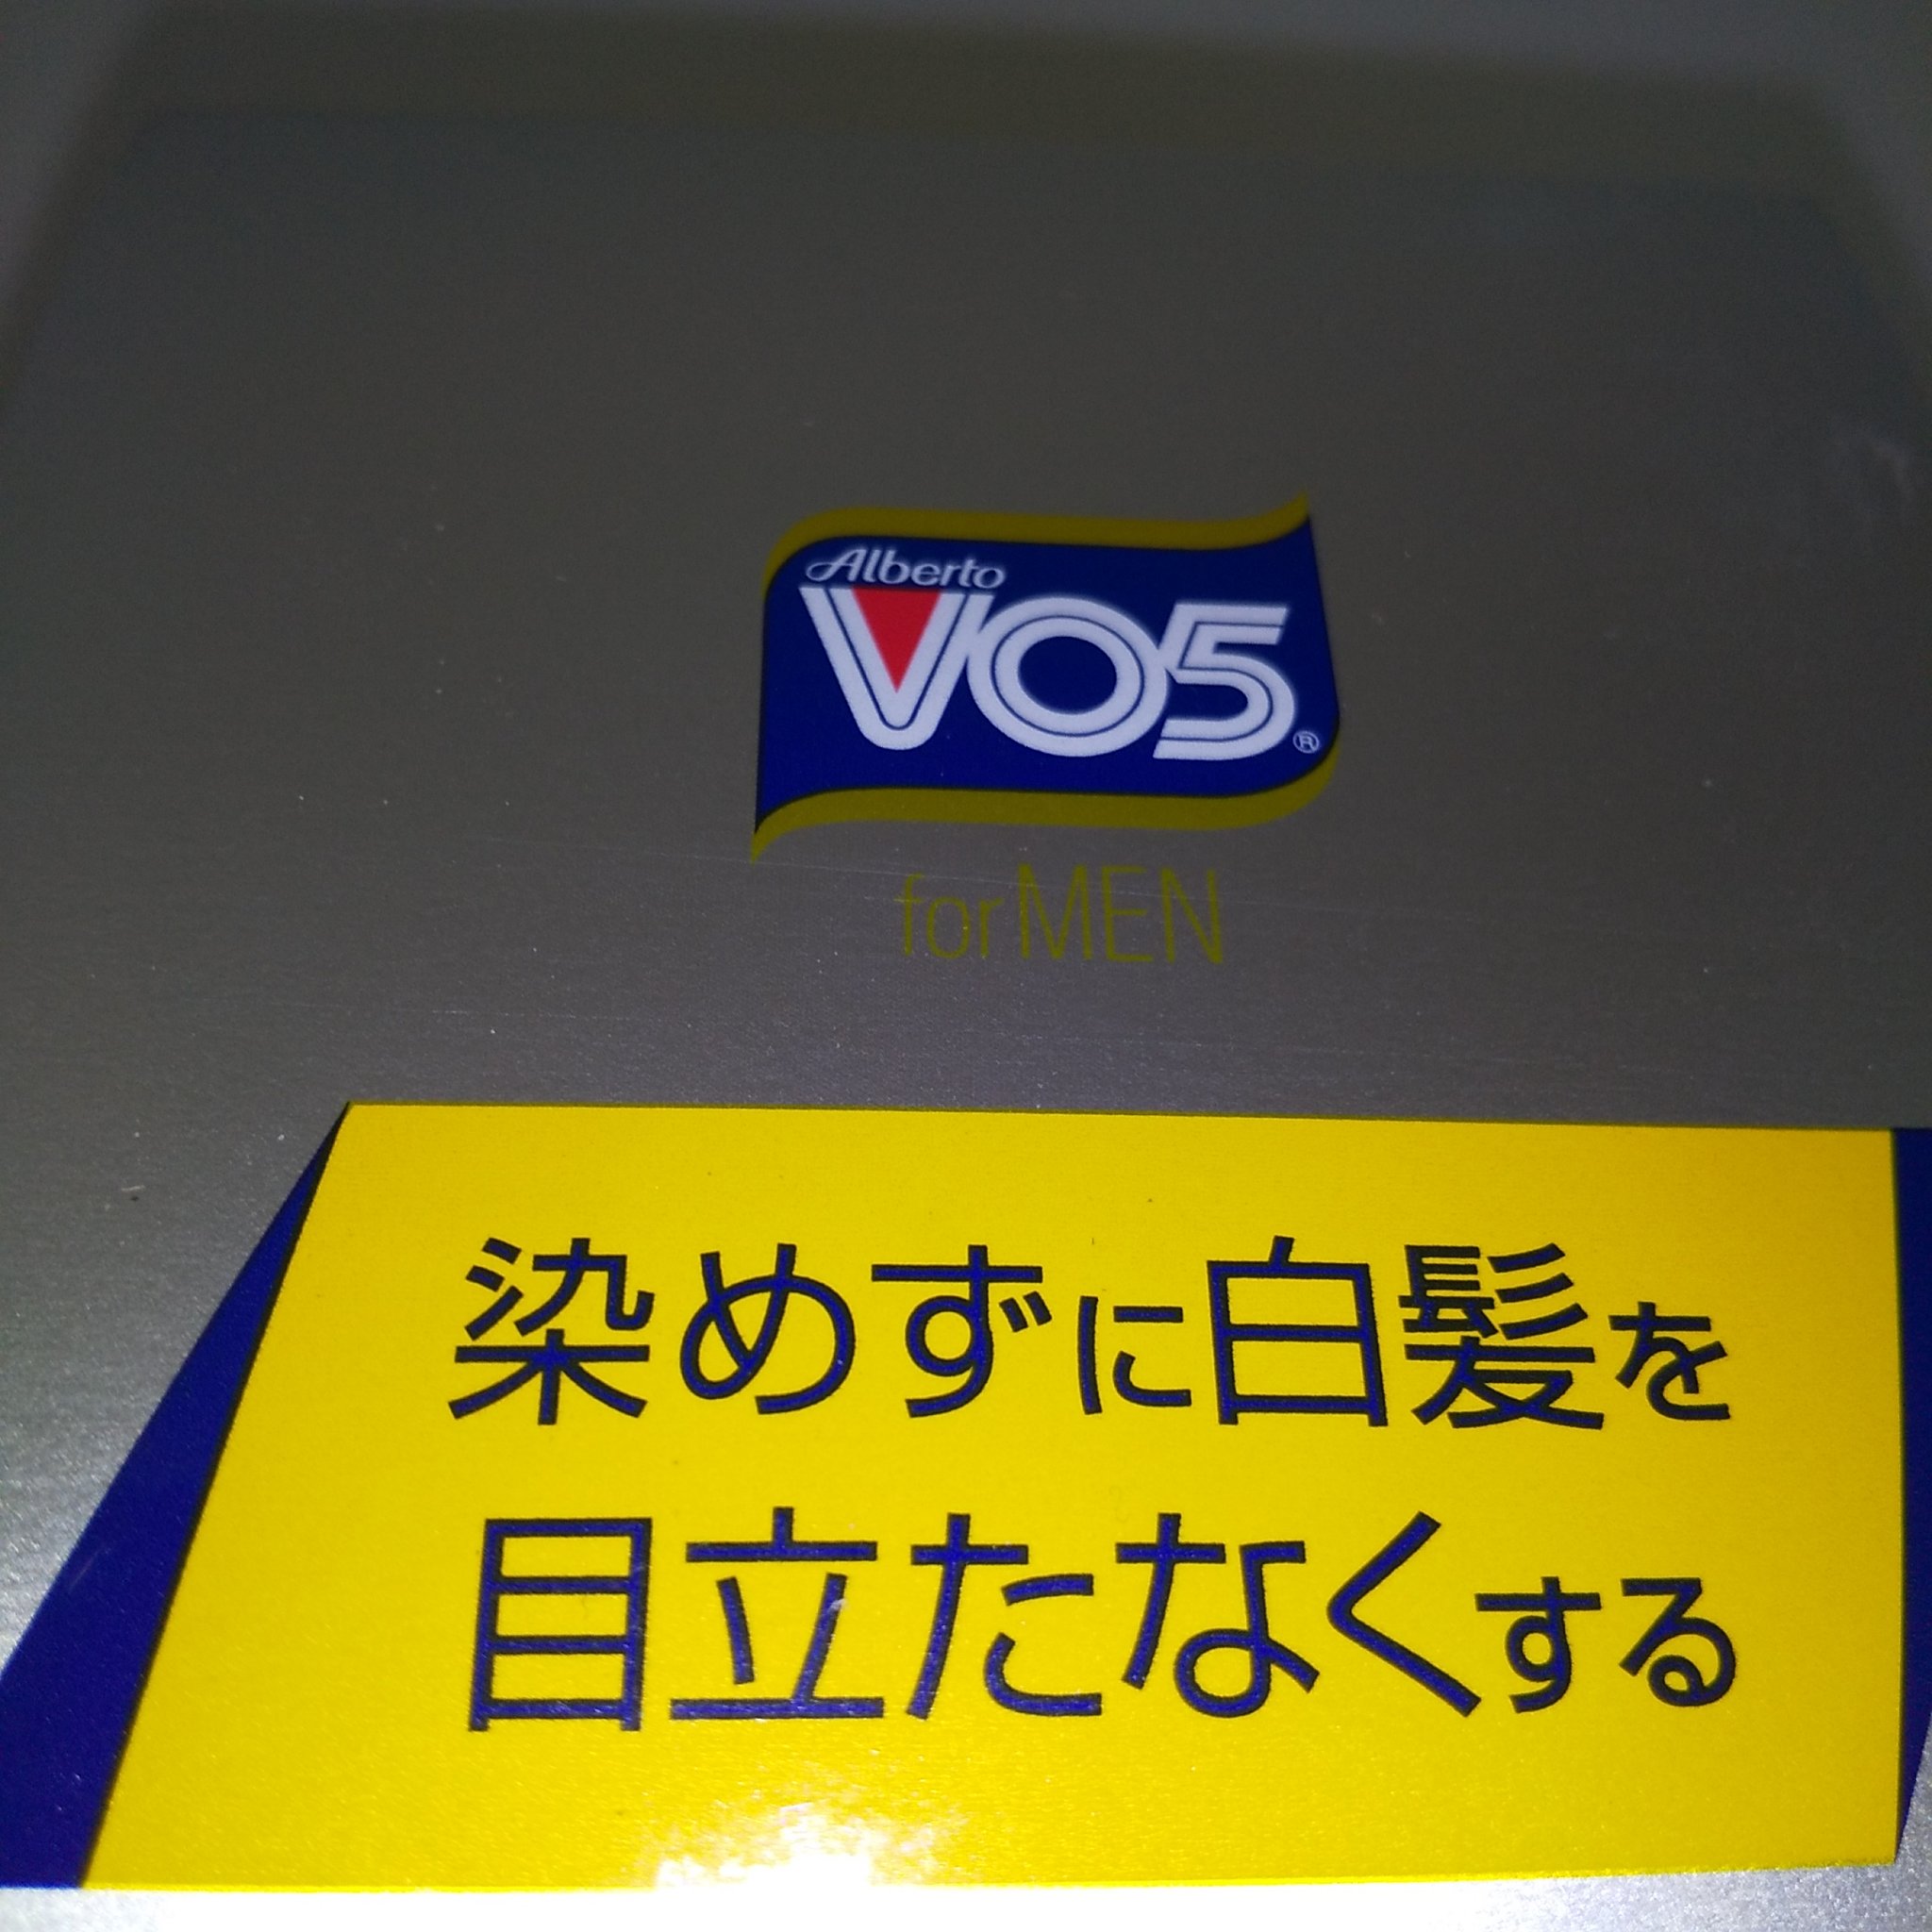 Alberto
VO5®
for MEN
染めずに白髪を
目立たなくする